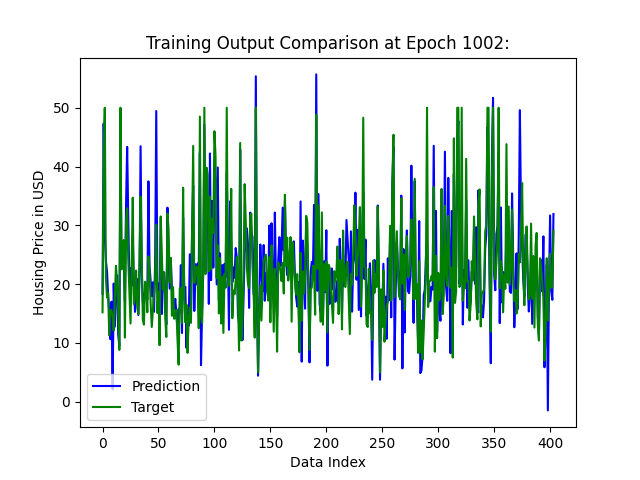 Training Output Comparison at Epoch 1002:
Housing Price in USD
50
40
30
20
10
0
Prediction
Target
0 50 100 150 200 250 300 350 400
Data Index